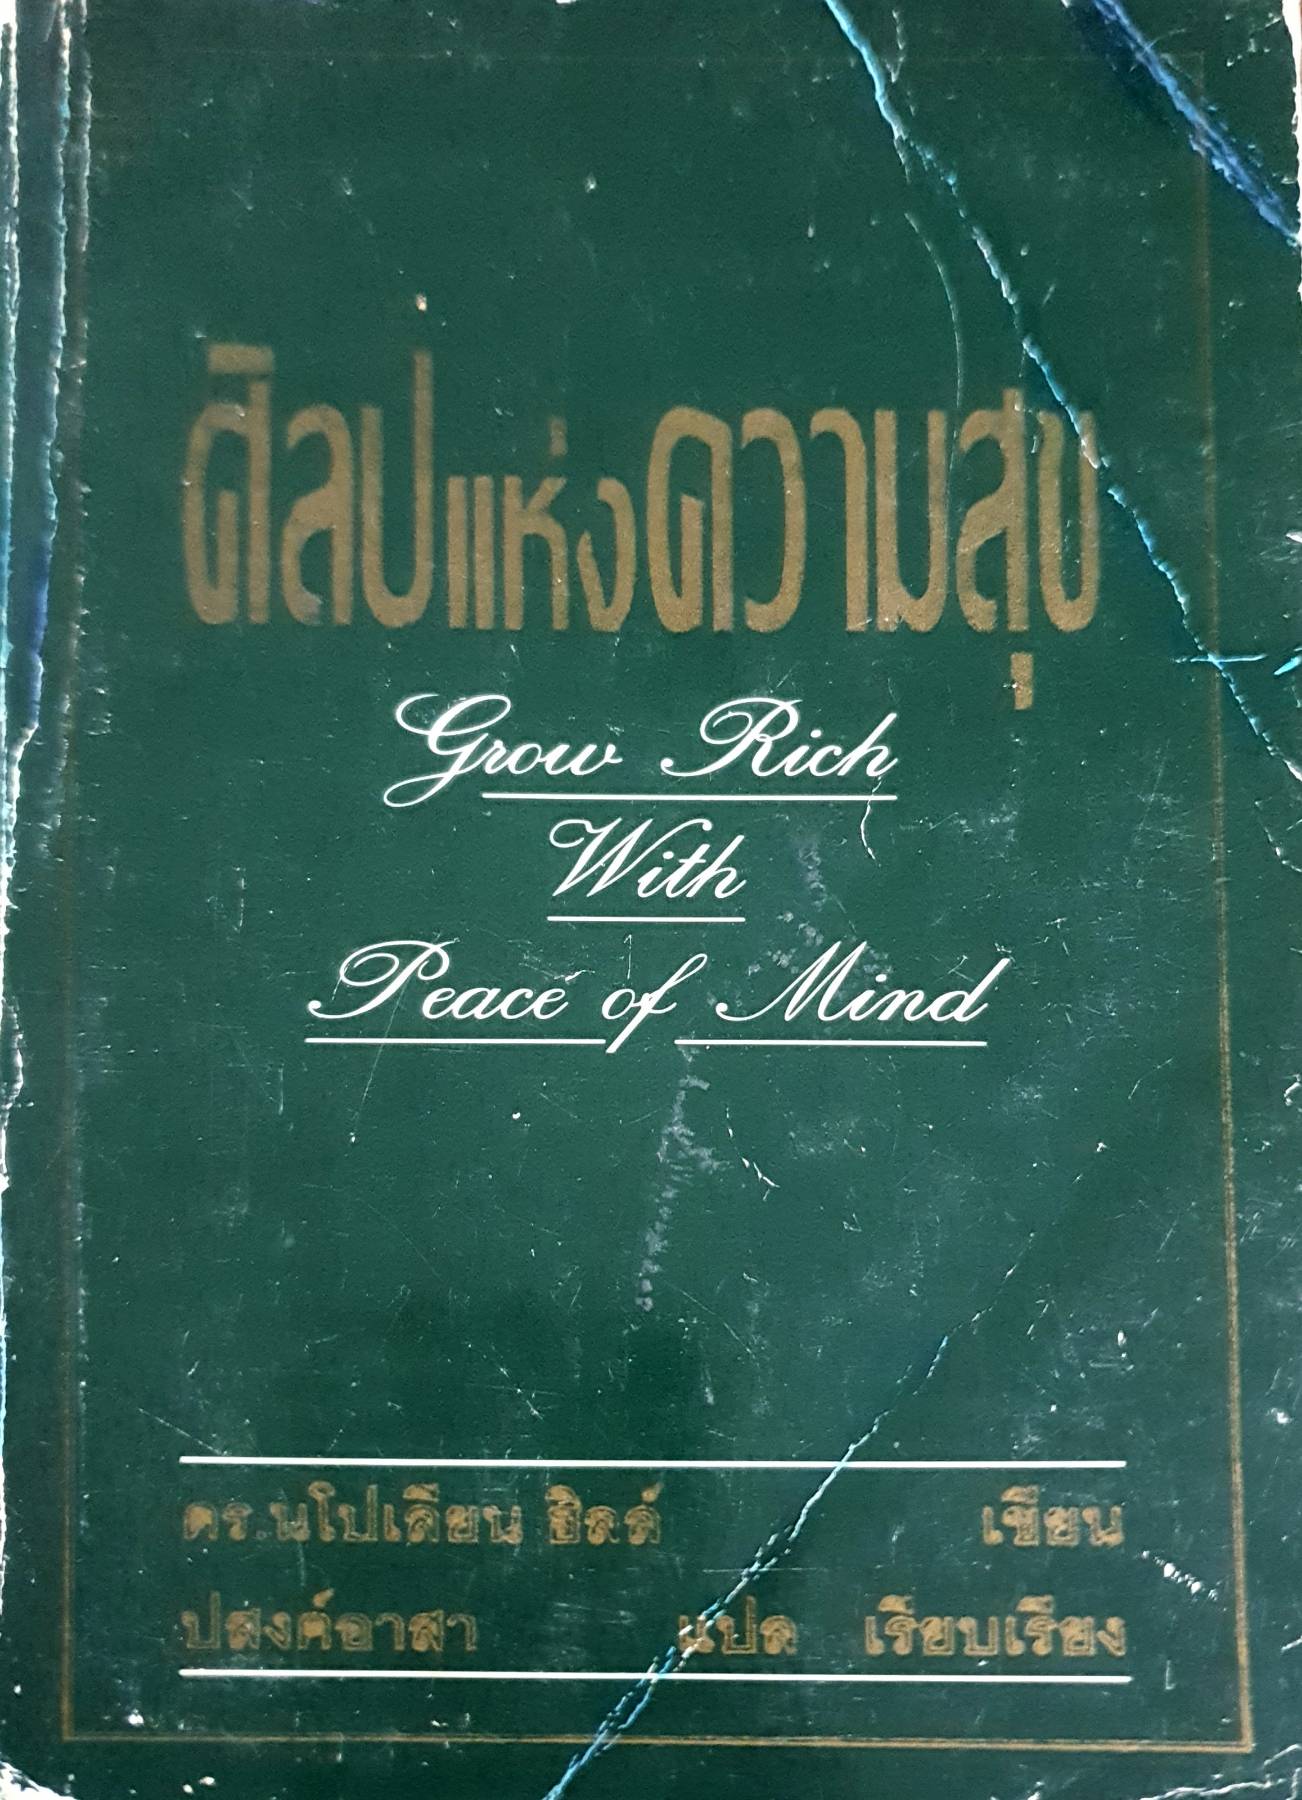 ศิลปแห่งความสุข
Grow Rich
With
Peace of Mind
ดร.นโปเลียน ฮิลล์ เขียน
ปสงค์อาสา แปล เรียบเรียง